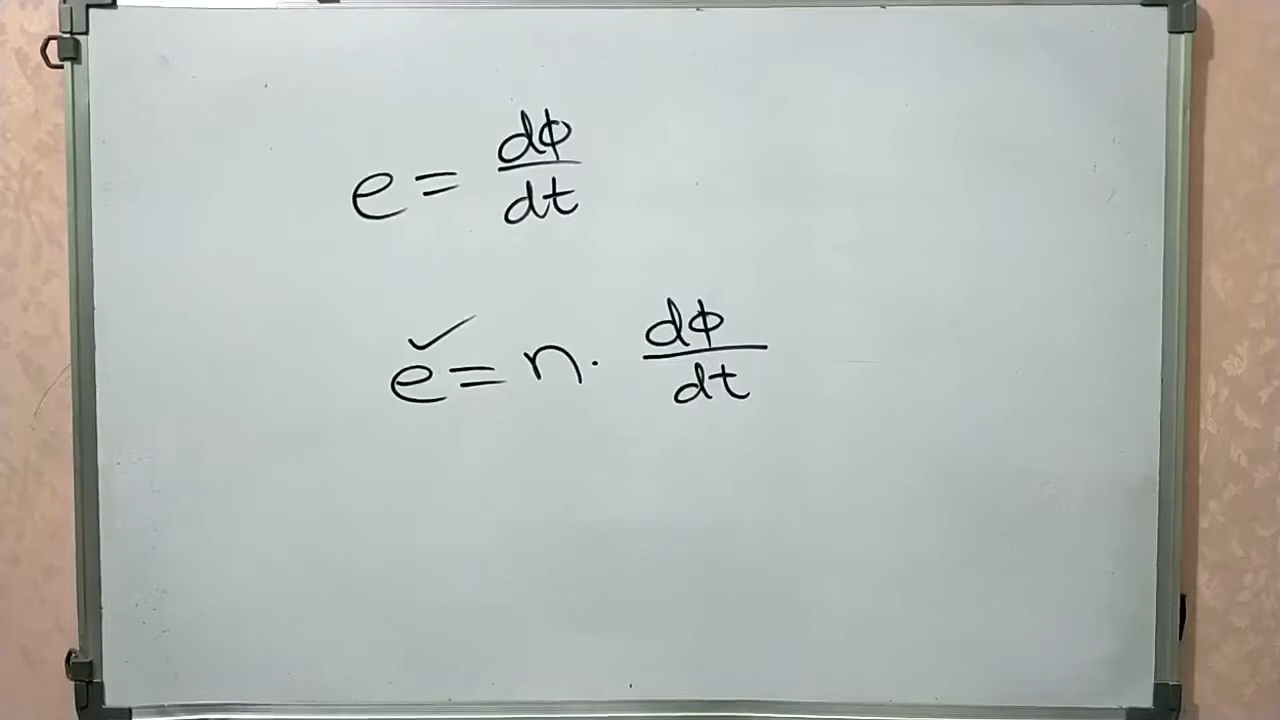 e = dϕ/dt
✓
e = n · dϕ/dt